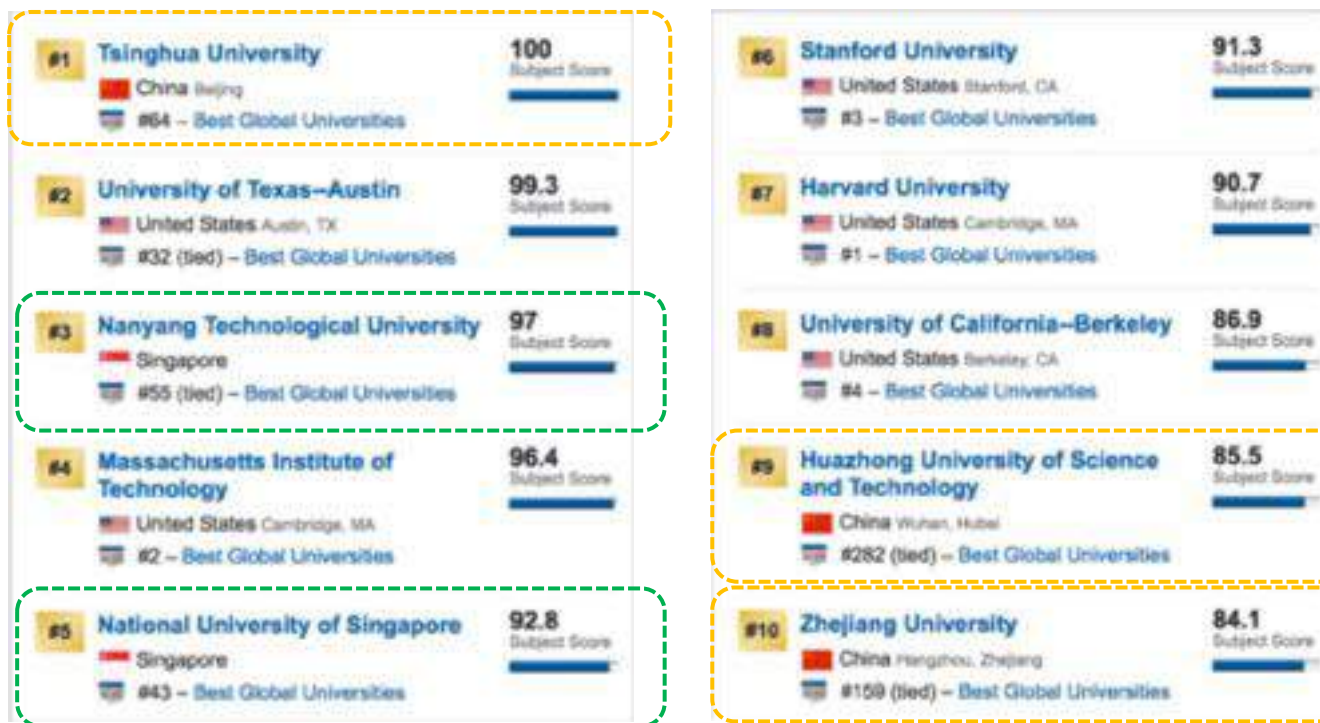 #1 Tsinghua University 100
Subject Score
China Beijing
#64 – Best Global Universities
#2 University of Texas–Austin 99.3
Subject Score
United States Austin, TX
#32 (tied) – Best Global Universities
#3 Nanyang Technological University 97
Subject Score
Singapore
#55 (tied) – Best Global Universities
#4 Massachusetts Institute of 96.4
Technology Subject Score
United States Cambridge, MA
#2 – Best Global Universities
#5 National University of Singapore 92.8
Subject Score
Singapore
#43 – Best Global Universities
#6 Stanford University 91.3
Subject Score
United States Stanford, CA
#3 – Best Global Universities
#7 Harvard University 90.7
Subject Score
United States Cambridge, MA
#1 – Best Global Universities
#8 University of California–Berkeley 86.9
Subject Score
United States Berkeley, CA
#4 – Best Global Universities
#9 Huazhong University of Science 85.5
and Technology Subject Score
China Wuhan, Hubei
#282 (tied) – Best Global Universities
#10 Zhejiang University 84.1
Subject Score
China Hangzhou, Zhejiang
#159 (tied) – Best Global Universities